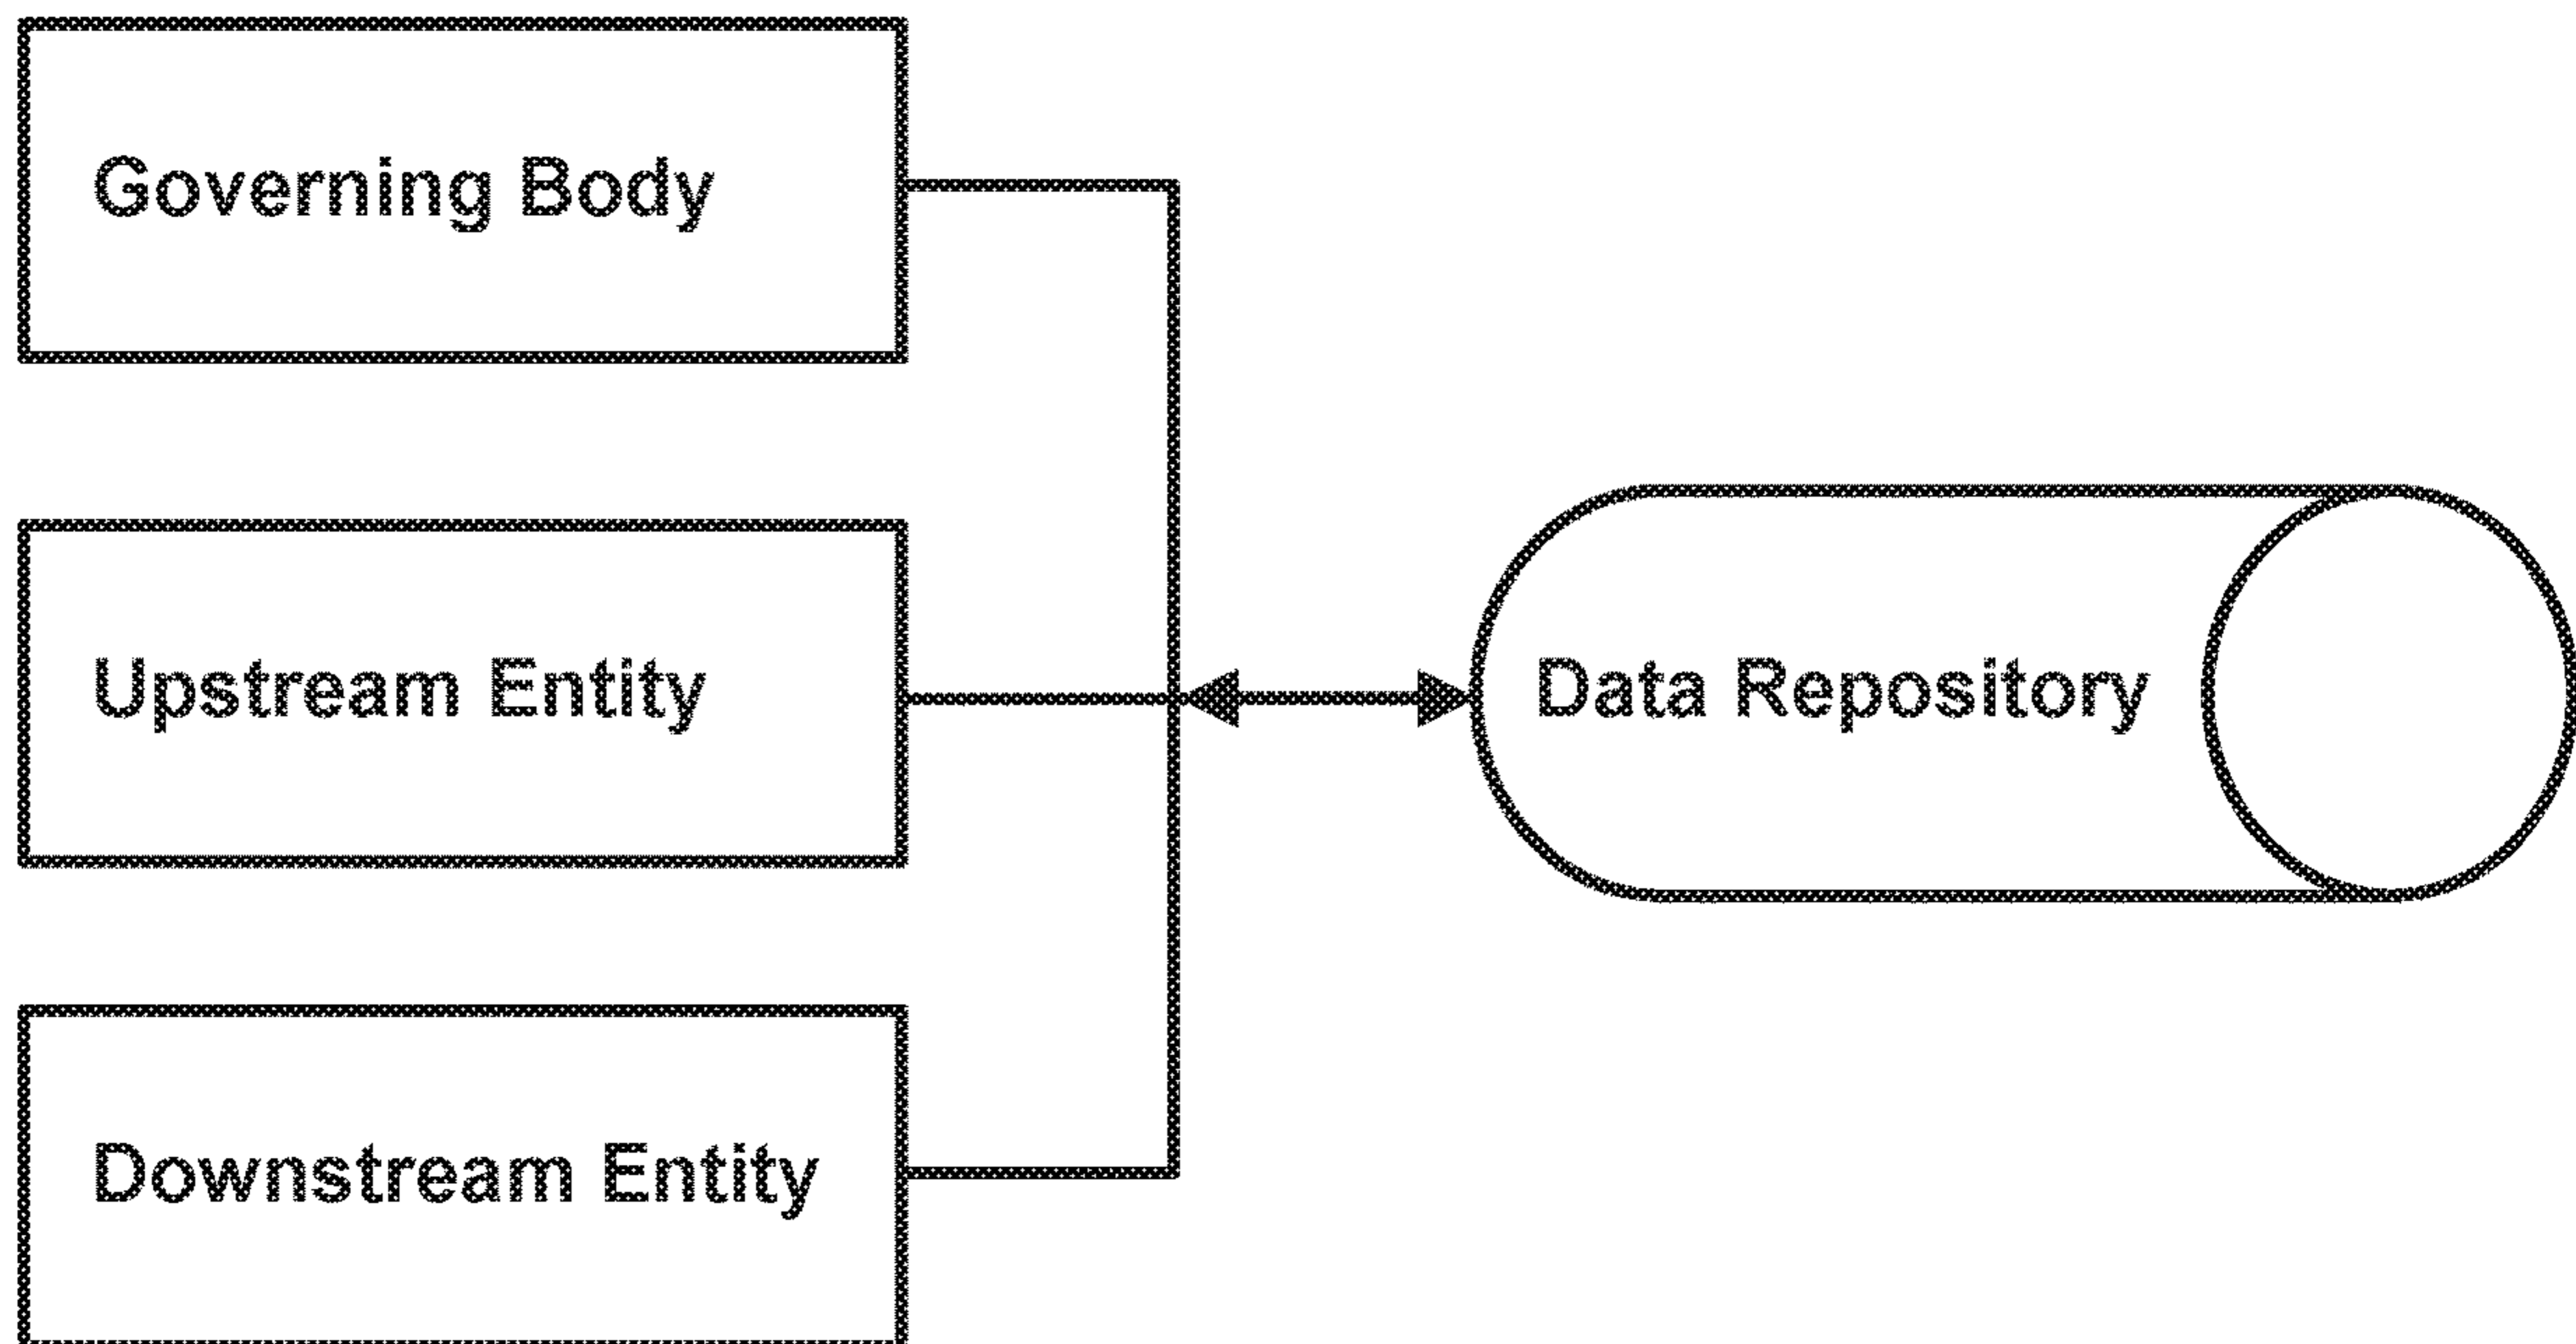 Governing Body
Upstream Entity
Data Repository
Downstream Entity